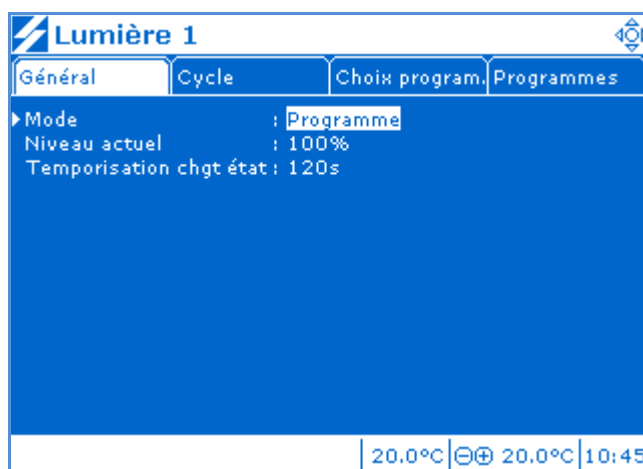 Lumière 1
Général Cycle Choix program. Programmes
Mode : Programme
Niveau actuel : 100%
Temporisation chgt état : 120s
20.0°C 20.0°C 10:45